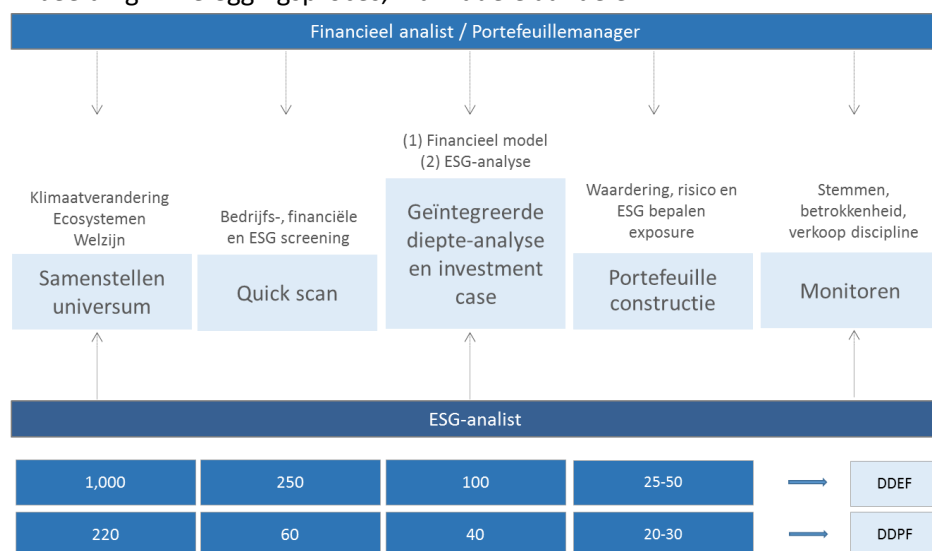 Financieel analist / Portefeuillemanager
(1) Financieel model
(2) ESG-analyse
Klimaatverandering
Ecosystemen
Welzijn
Bedrijfs-, financiële
en ESG screening
Waardering, risico en
ESG bepalen
exposure
Stemmen,
betrokkenheid,
verkoop discipline
Samenstellen
universum
Quick scan
Geïntegreerde
diepte-analyse
en investment
case
Portefeuille
constructie
Monitoren
ESG-analist
1,000 250 100 25-50 DDEF
220 60 40 20-30 DDPF